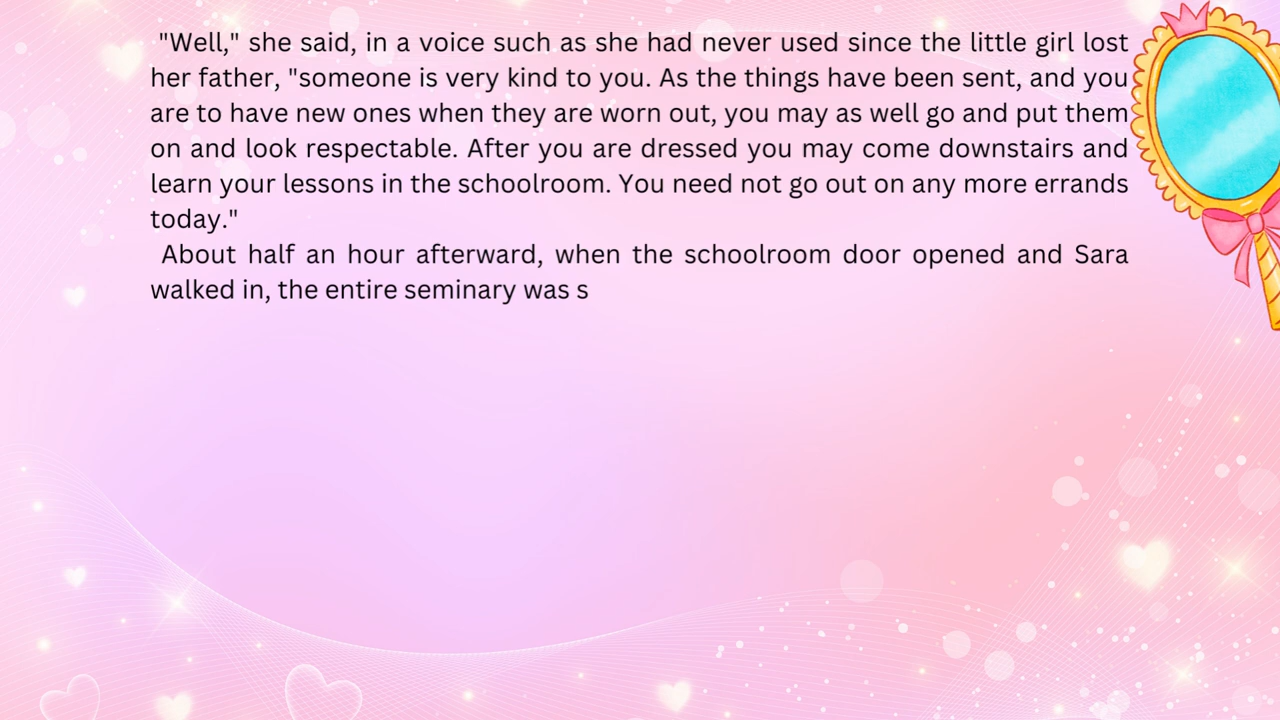 "Well," she said, in a voice such as she had never used since the little girl lost
her father, "someone is very kind to you. As the things have been sent, and you
are to have new ones when they are worn out, you may as well go and put them
on and look respectable. After you are dressed you may come downstairs and
learn your lessons in the schoolroom. You need not go out on any more errands
today."
About half an hour afterward, when the schoolroom door opened and Sara
walked in, the entire seminary was s